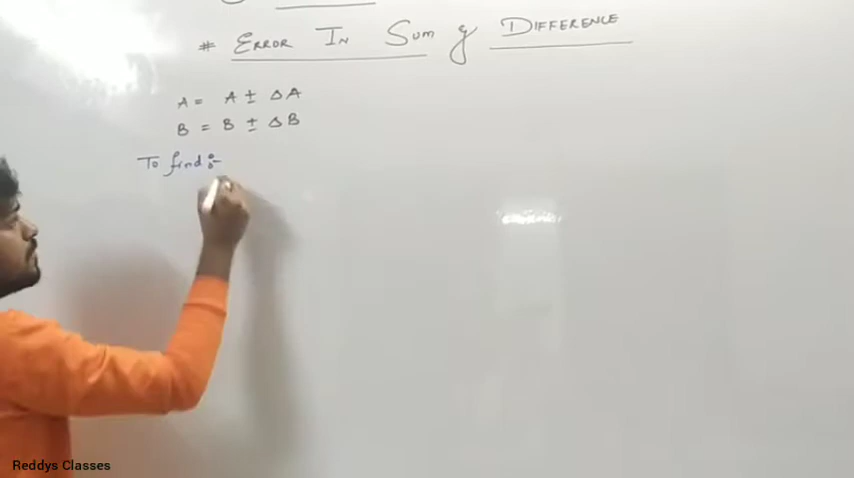 # ERROR IN SUM & DIFFERENCE
A = A ± ΔA
B = B ± ΔB
To find :-
Reddys Classes